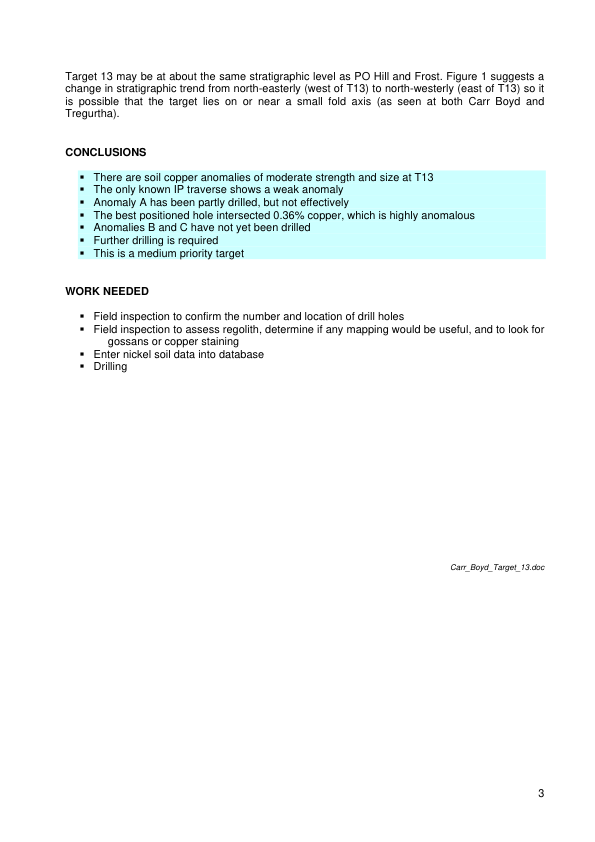 Target 13 may be at about the same stratigraphic level as PO Hill and Frost. Figure 1 suggests a
change in stratigraphic trend from north-easterly (west of T13) to north-westerly (east of T13) so it
is possible that the target lies on or near a small fold axis (as seen at both Carr Boyd and
Tregurtha).
CONCLUSIONS
▪ There are soil copper anomalies of moderate strength and size at T13
▪ The only known IP traverse shows a weak anomaly
▪ Anomaly A has been partly drilled, but not effectively
▪ The best positioned hole intersected 0.36% copper, which is highly anomalous
▪ Anomalies B and C have not yet been drilled
▪ Further drilling is required
▪ This is a medium priority target
WORK NEEDED
▪ Field inspection to confirm the number and location of drill holes
▪ Field inspection to assess regolith, determine if any mapping would be useful, and to look for
gossans or copper staining
▪ Enter nickel soil data into database
▪ Drilling
Carr_Boyd_Target_13.doc
3